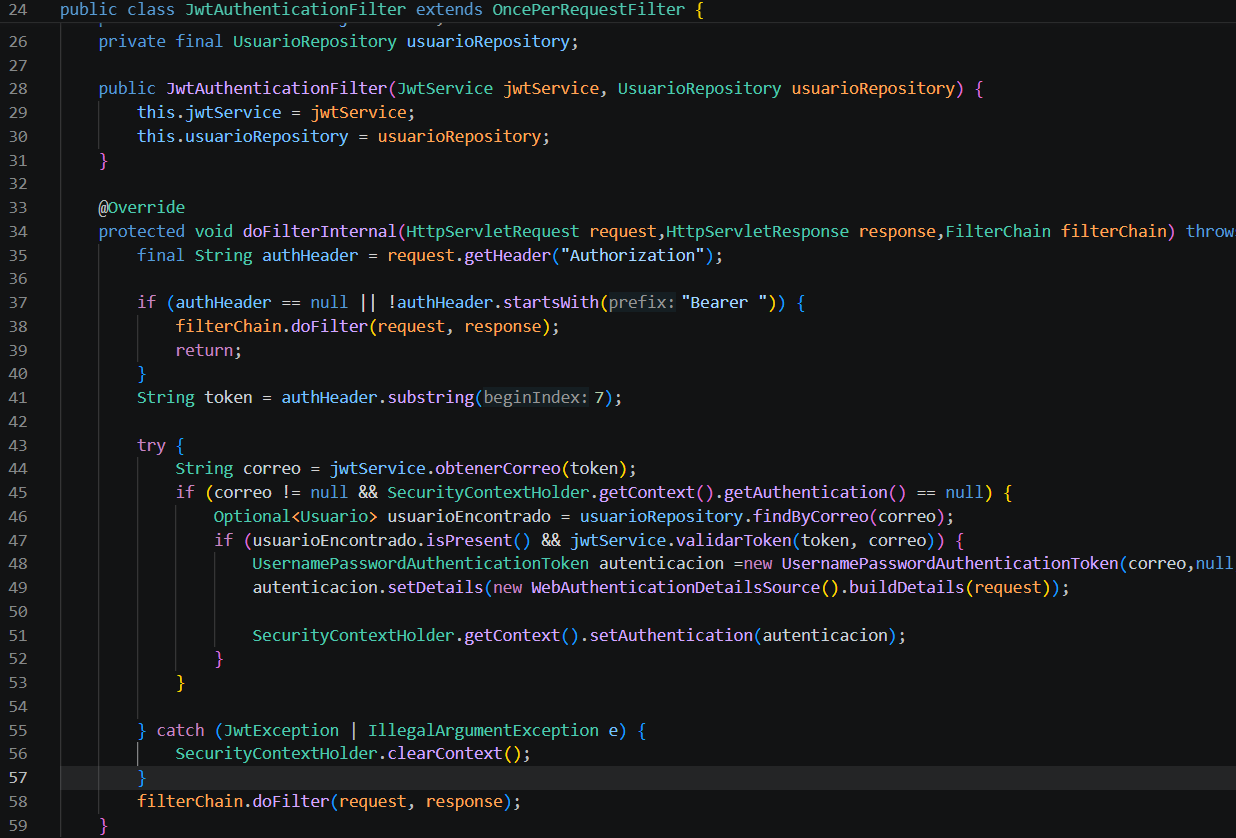 24 public class JwtAuthenticationFilter extends OncePerRequestFilter {
26 private final UsuarioRepository usuarioRepository;
27
28 public JwtAuthenticationFilter(JwtService jwtService, UsuarioRepository usuarioRepository) {
29 this.jwtService = jwtService;
30 this.usuarioRepository = usuarioRepository;
31 }
32
33 @Override
34 protected void doFilterInternal(HttpServletRequest request,HttpServletResponse response,FilterChain filterChain) throw
35 final String authHeader = request.getHeader("Authorization");
36
37 if (authHeader == null || !authHeader.startsWith(prefix: "Bearer ")) {
38 filterChain.doFilter(request, response);
39 return;
40 }
41 String token = authHeader.substring(beginIndex: 7);
42
43 try {
44 String correo = jwtService.obtenerCorreo(token);
45 if (correo != null && SecurityContextHolder.getContext().getAuthentication() == null) {
46 Optional<Usuario> usuarioEncontrado = usuarioRepository.findByCorreo(correo);
47 if (usuarioEncontrado.isPresent() && jwtService.validarToken(token, correo)) {
48 UsernamePasswordAuthenticationToken autenticacion =new UsernamePasswordAuthenticationToken(correo,null
49 autenticacion.setDetails(new WebAuthenticationDetailsSource().buildDetails(request));
50
51 SecurityContextHolder.getContext().setAuthentication(autenticacion);
52 }
53 }
54
55 } catch (JwtException | IllegalArgumentException e) {
56 SecurityContextHolder.clearContext();
57 }
58 filterChain.doFilter(request, response);
59 }